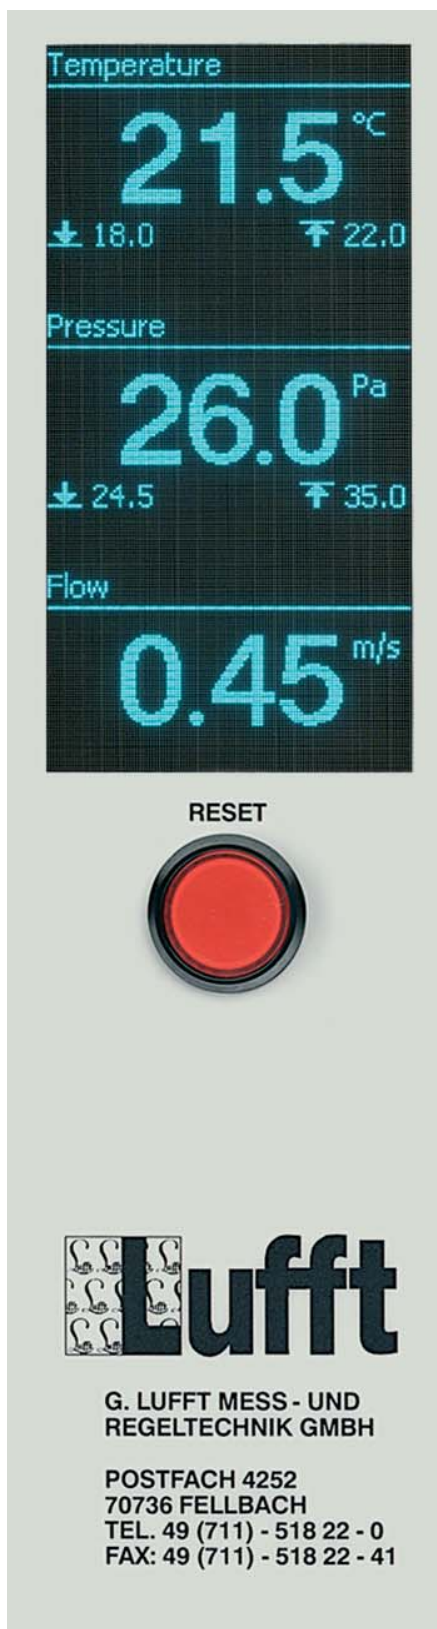 Temperature
21.5 °C
18.0 22.0
Pressure
26.0 Pa
24.5 35.0
Flow
0.45 m/s
RESET
Lufft
G. LUFFT MESS - UND
REGELTECHNIK GMBH
POSTFACH 4252
70736 FELLBACH
TEL. 49 (711) - 518 22 - 0
FAX: 49 (711) - 518 22 - 41